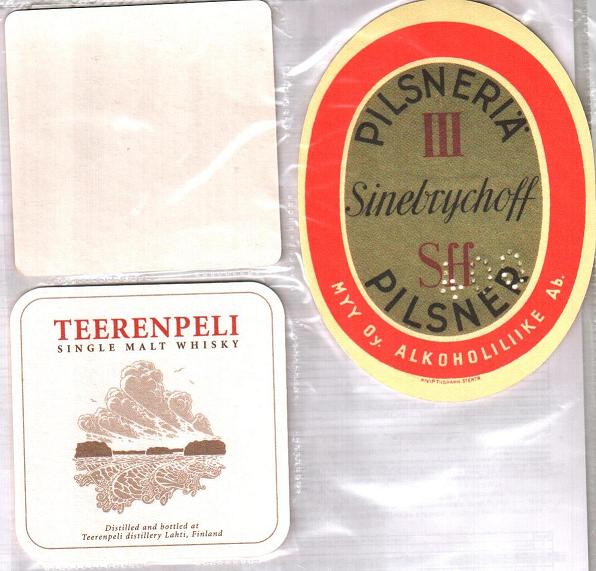 PILSNERIÄ
III
Sinebrychoff
Sff
PILSNER
MYY OY. ALKOHOLILIIKE AB.
TEERENPELI
SINGLE MALT WHISKY
Distilled and bottled at
Teerenpeli distillery Lahti, Finland